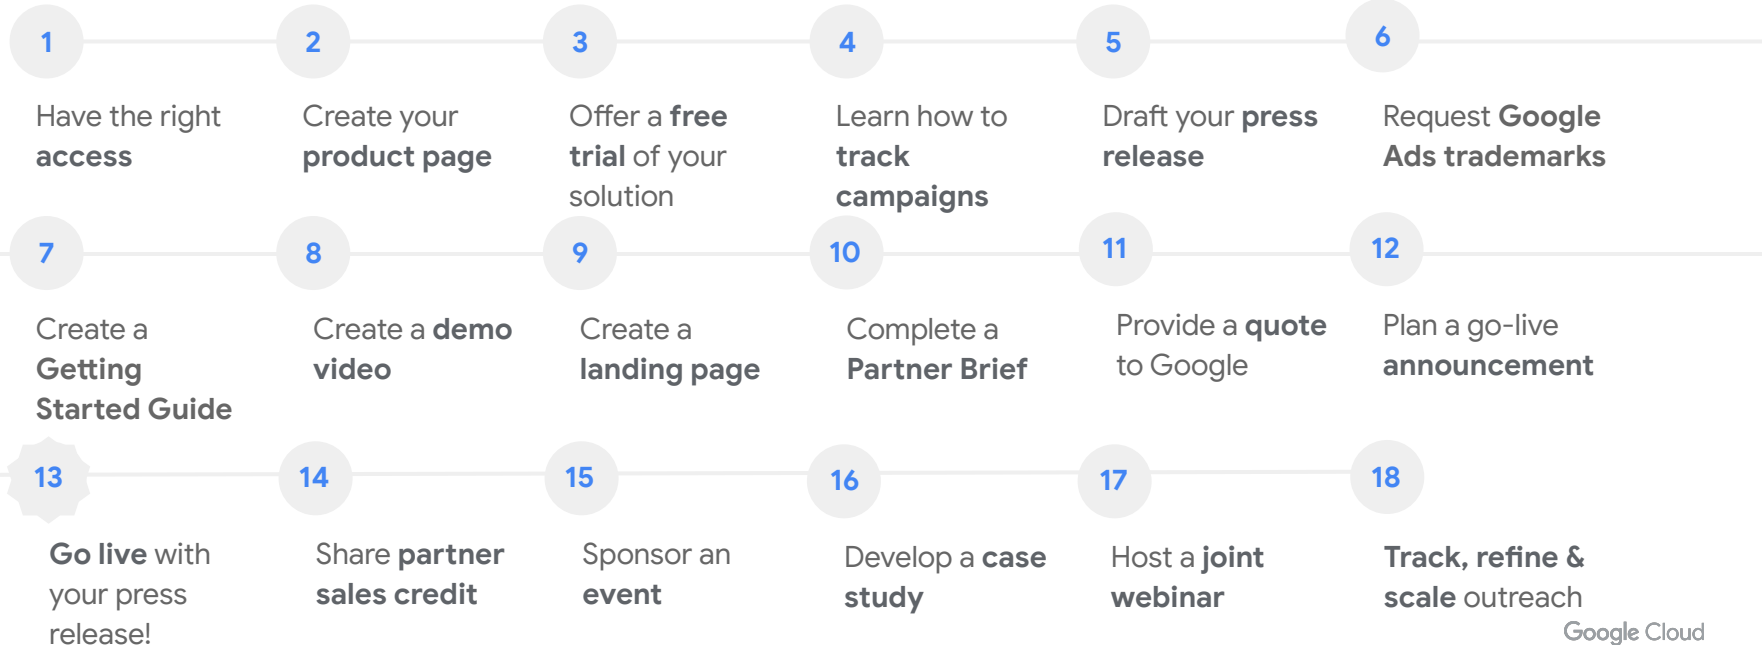 1
Have the right
access
2
Create your
product page
3
Offer a free
trial of your
solution
4
Learn how to
track
campaigns
5
Draft your press
release
6
Request Google
Ads trademarks
7
Create a
Getting
Started Guide
8
Create a demo
video
9
Create a
landing page
10
Complete a
Partner Brief
11
Provide a quote
to Google
12
Plan a go-live
announcement
13
Go live with
your press
release!
14
Share partner
sales credit
15
Sponsor an
event
16
Develop a case
study
17
Host a joint
webinar
18
Track, refine &
scale outreach
Google Cloud